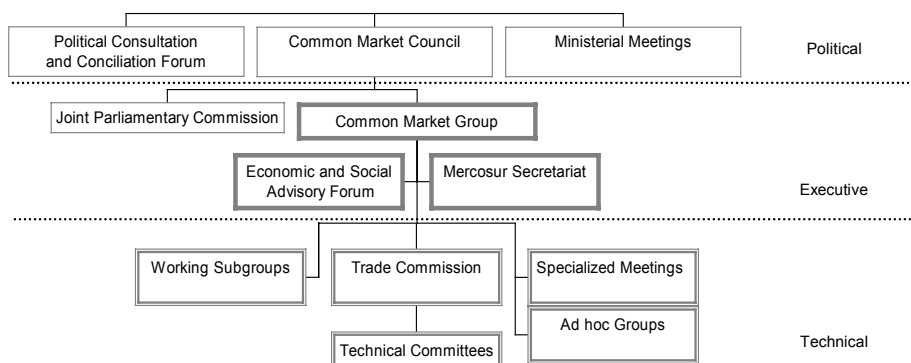 Political Consultation
and Conciliation Forum
Common Market Council
Ministerial Meetings
Political
Joint Parliamentary Commission
Common Market Group
Economic and Social
Advisory Forum
Mercosur Secretariat
Executive
Working Subgroups
Trade Commission
Specialized Meetings
Ad hoc Groups
Technical Committees
Technical